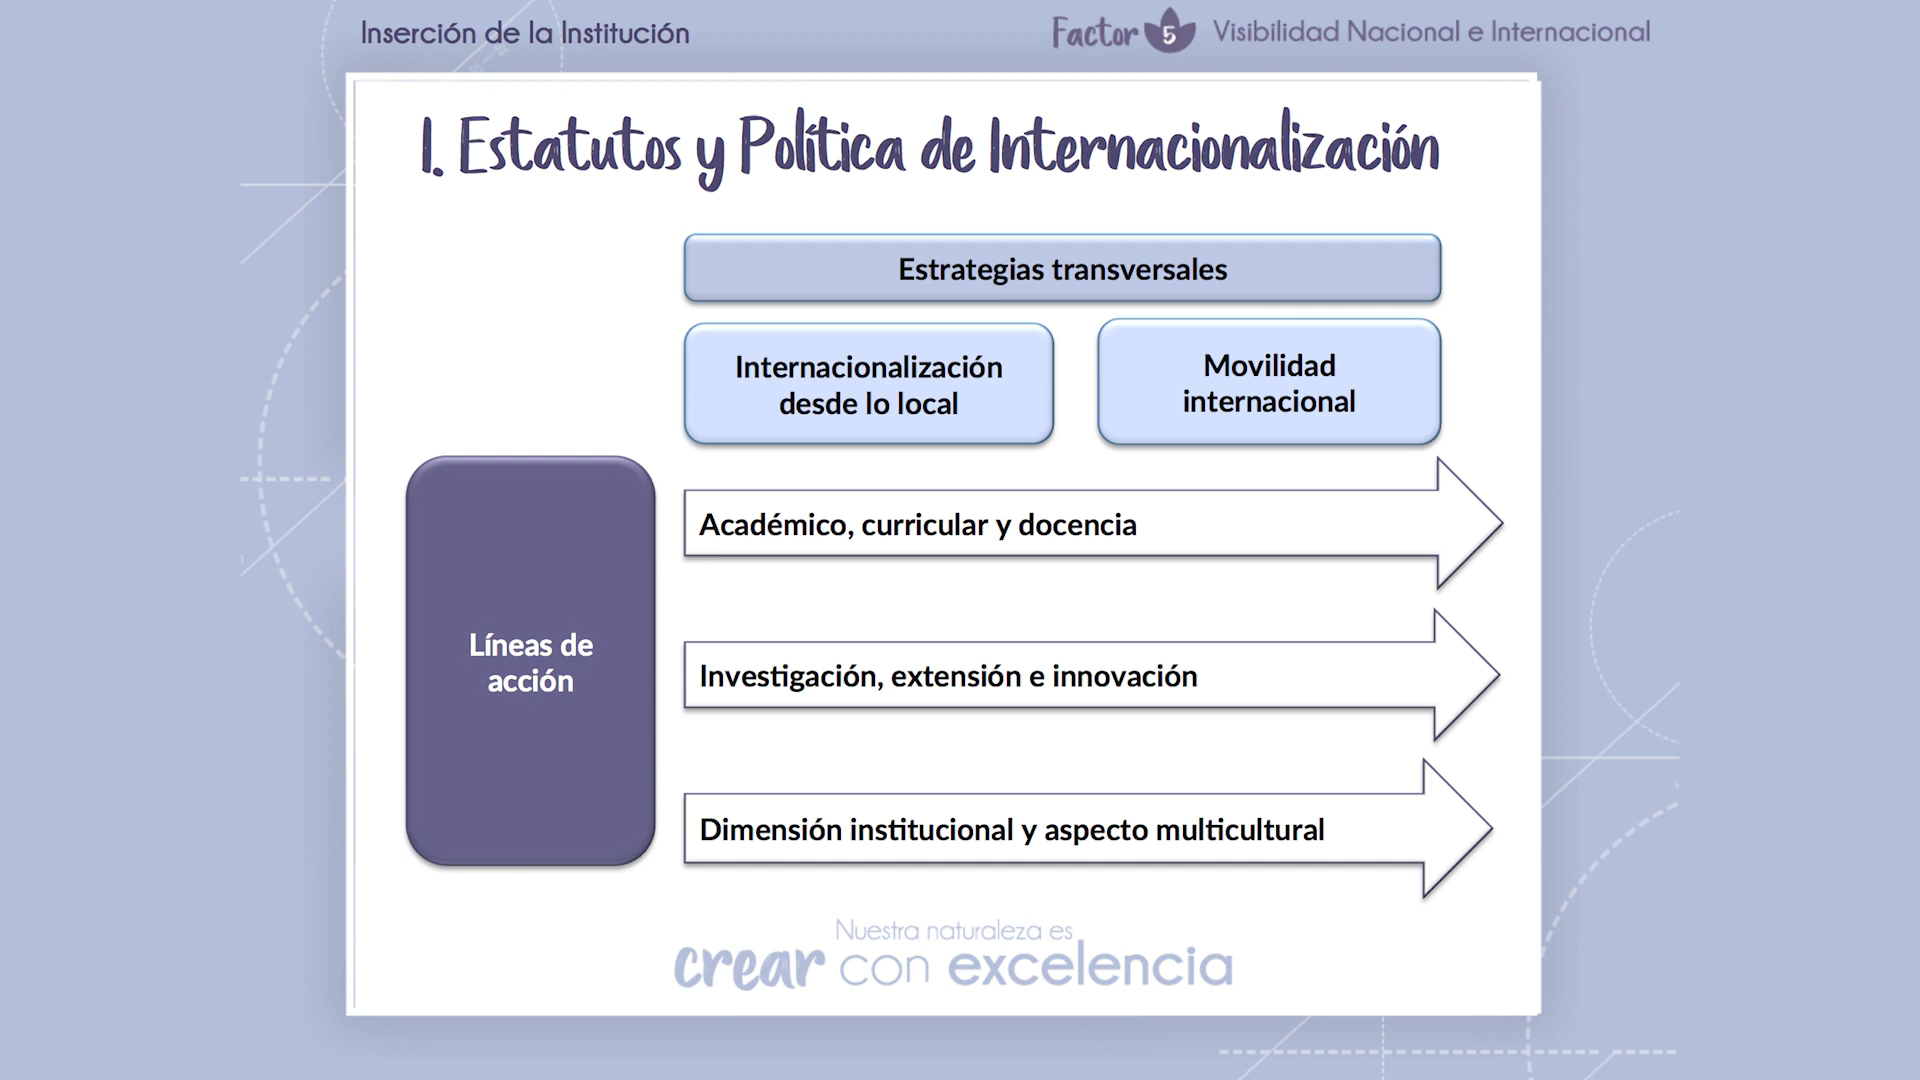 Inserción de la Institución
Factor 5 Visibilidad Nacional e Internacional
1. Estatutos y Política de Internacionalización
Estrategias transversales
Internacionalización
desde lo local
Movilidad
internacional
Líneas de
acción
Académico, curricular y docencia
Investigación, extensión e innovación
Dimensión institucional y aspecto multicultural
Nuestra naturaleza es
crear con excelencia